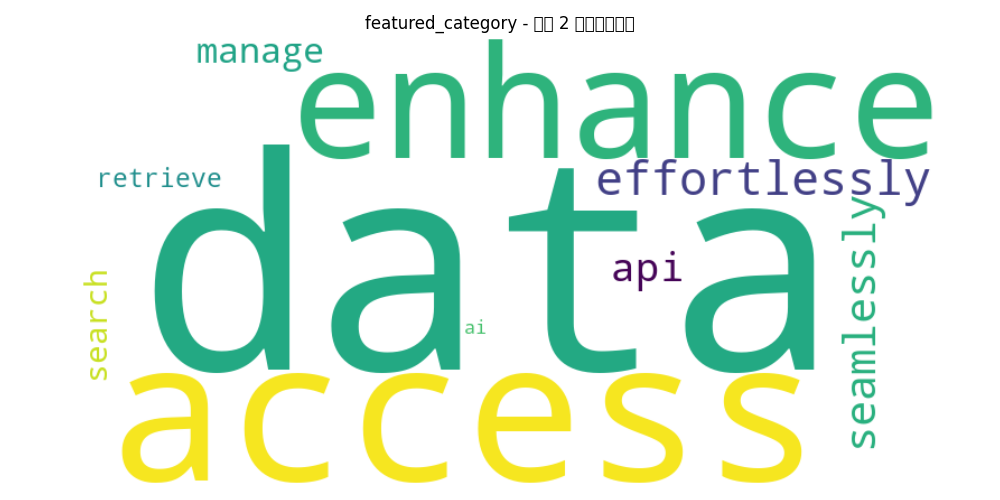 featured_category - 2
manage
enhance
retrieve
effortlessly
data
api
seamlessly
search
ai
access